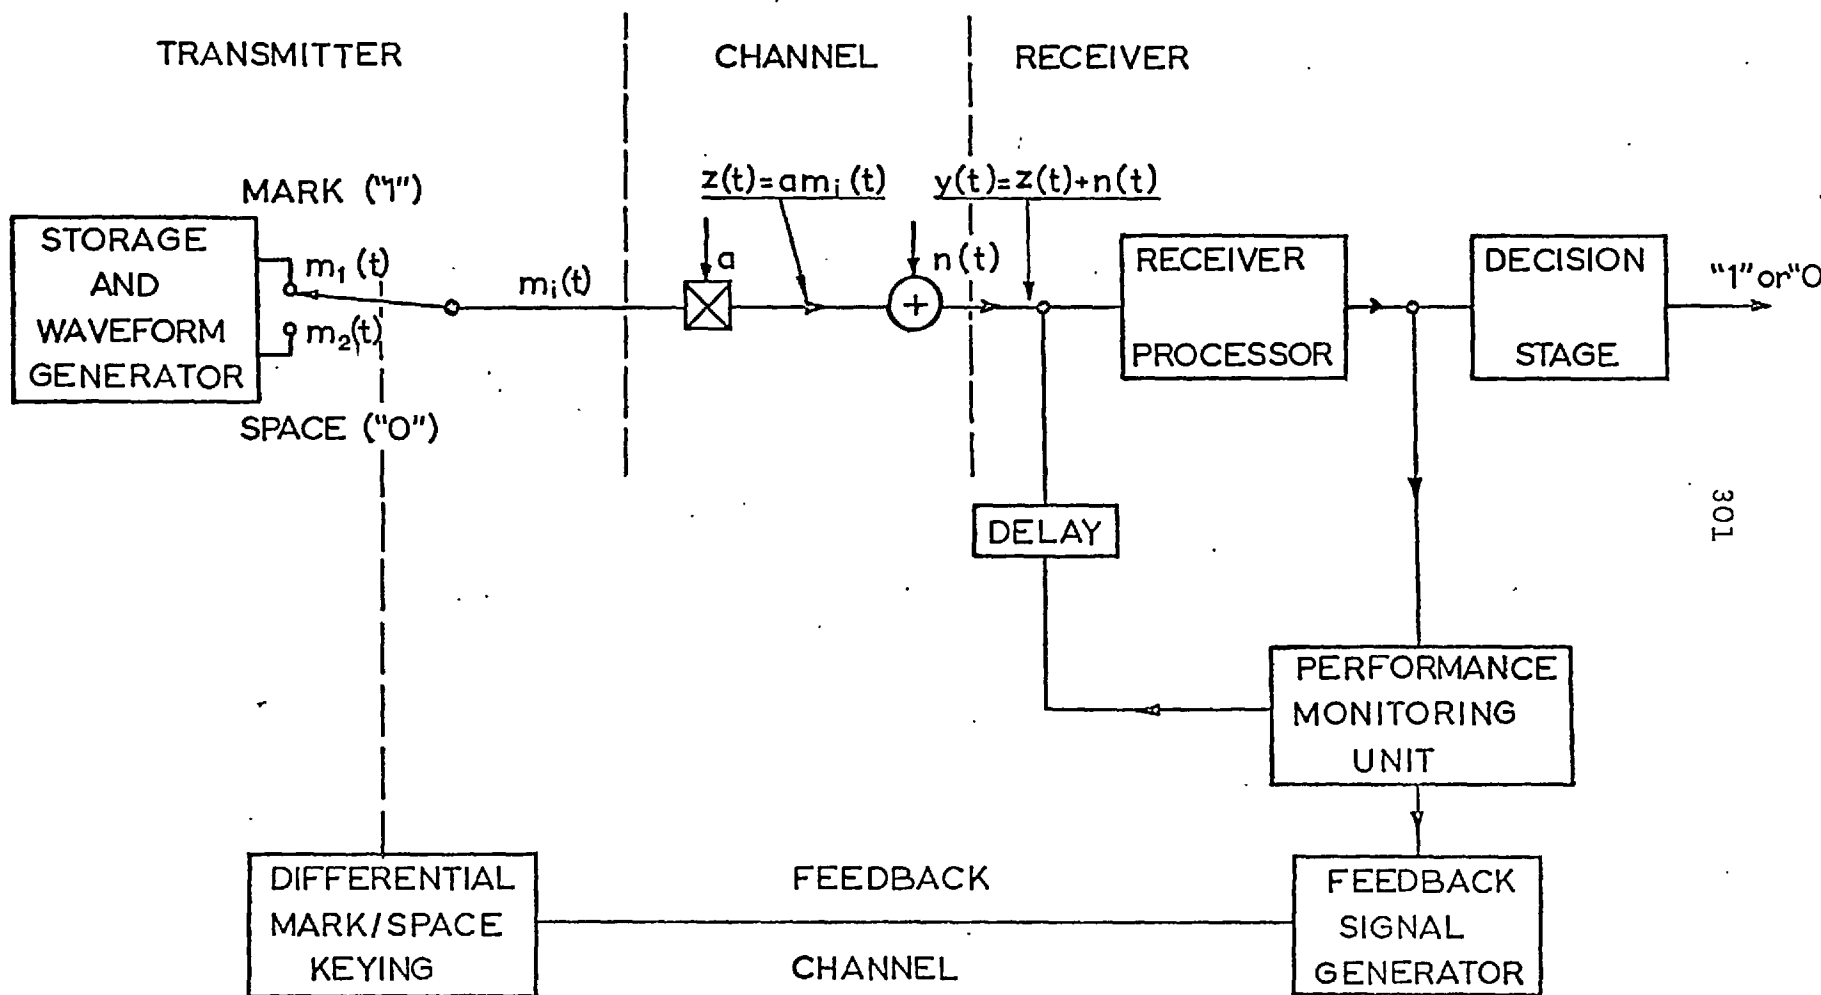 TRANSMITTER
CHANNEL
RECEIVER
MARK ("1")
z(t)=am_i(t)
y(t)=z(t)+n(t)
STORAGE
AND
WAVEFORM
GENERATOR
m_1(t)
m_2(t)
m_i(t)
a
n(t)
+
RECEIVER
PROCESSOR
DECISION
STAGE
"1" or "0
SPACE ("0")
DELAY
301
PERFORMANCE
MONITORING
UNIT
DIFFERENTIAL
MARK/SPACE
KEYING
FEEDBACK
CHANNEL
FEEDBACK
SIGNAL
GENERATOR